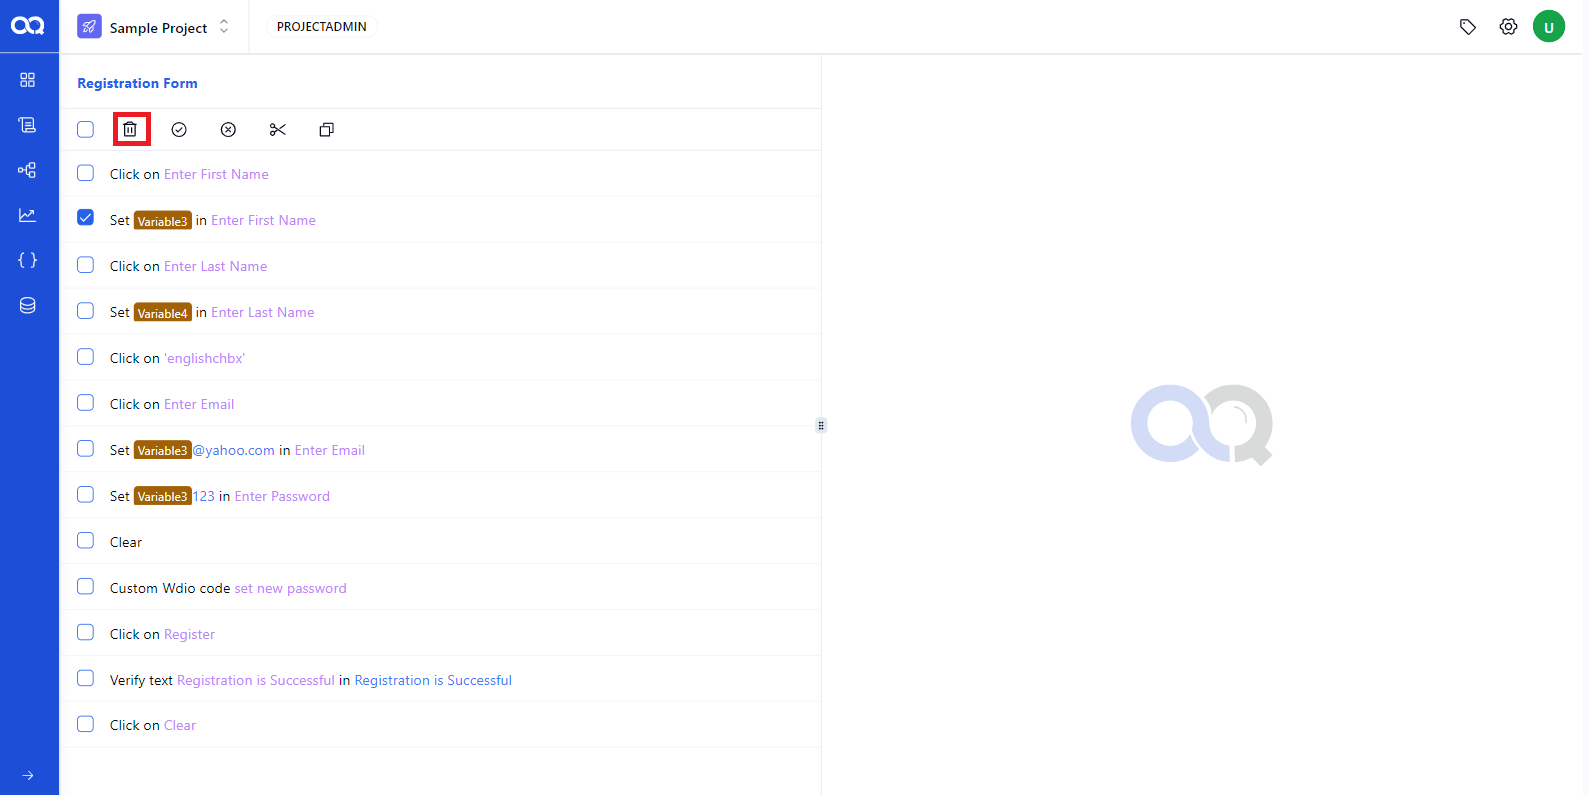 Sample Project
PROJECTADMIN
U
Registration Form
Click on Enter First Name
Set Variable3 in Enter First Name
Click on Enter Last Name
Set Variable4 in Enter Last Name
Click on 'englishchbx'
Click on Enter Email
Set Variable3@yahoo.com in Enter Email
Set Variable3123 in Enter Password
Clear
Custom Wdio code set new password
Click on Register
Verify text Registration is Successful in Registration is Successful
Click on Clear